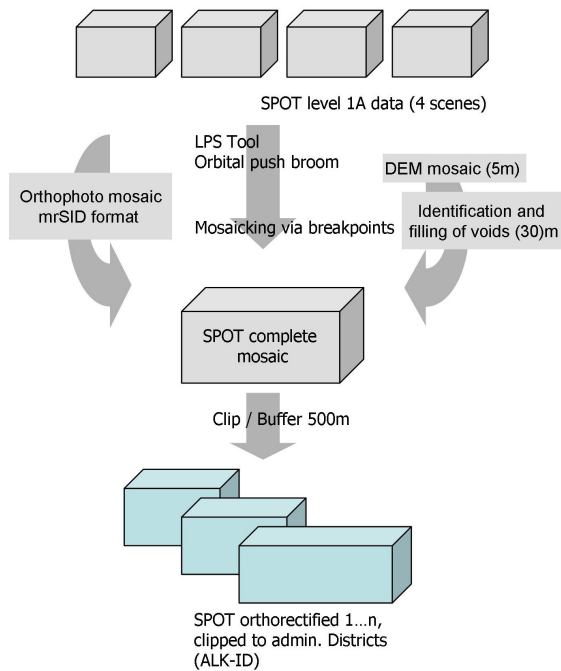 SPOT level 1A data (4 scenes)
LPS Tool
Orbital push broom
Orthophoto mosaic
mrSID format
DEM mosaic (5m)
Identification and
filling of voids (30)m
Mosaicking via breakpoints
SPOT complete
mosaic
Clip / Buffer 500m
SPOT orthorectified 1...n,
clipped to admin. Districts
(ALK-ID)